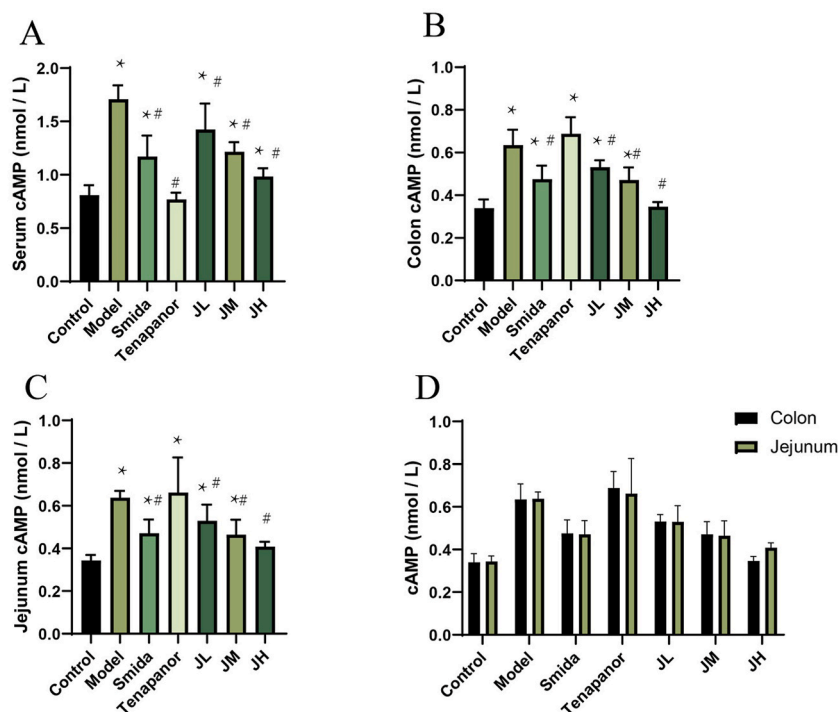 A
Serum cAMP (nmol / L)
2.0
1.5
1.0
0.5
0.0
*
* #
#
* #
* #
* #
Control
Model
Smida
Tenapanor
JL
JM
JH
B
Colon cAMP (nmol / L)
1.0
0.8
0.6
0.4
0.2
0.0
*
* #
*
* #
*#
#
Control
Model
Smida
Tenapanor
JL
JM
JH
C
Jejunum cAMP (nmol / L)
1.0
0.8
0.6
0.4
0.2
0.0
*
*#
*
* #
*#
#
Control
Model
Smida
Tenapanor
JL
JM
JH
D
cAMP (nmol / L)
1.0
0.8
0.6
0.4
0.2
0.0
Colon
Jejunum
Control
Model
Smida
Tenapanor
JL
JM
JH